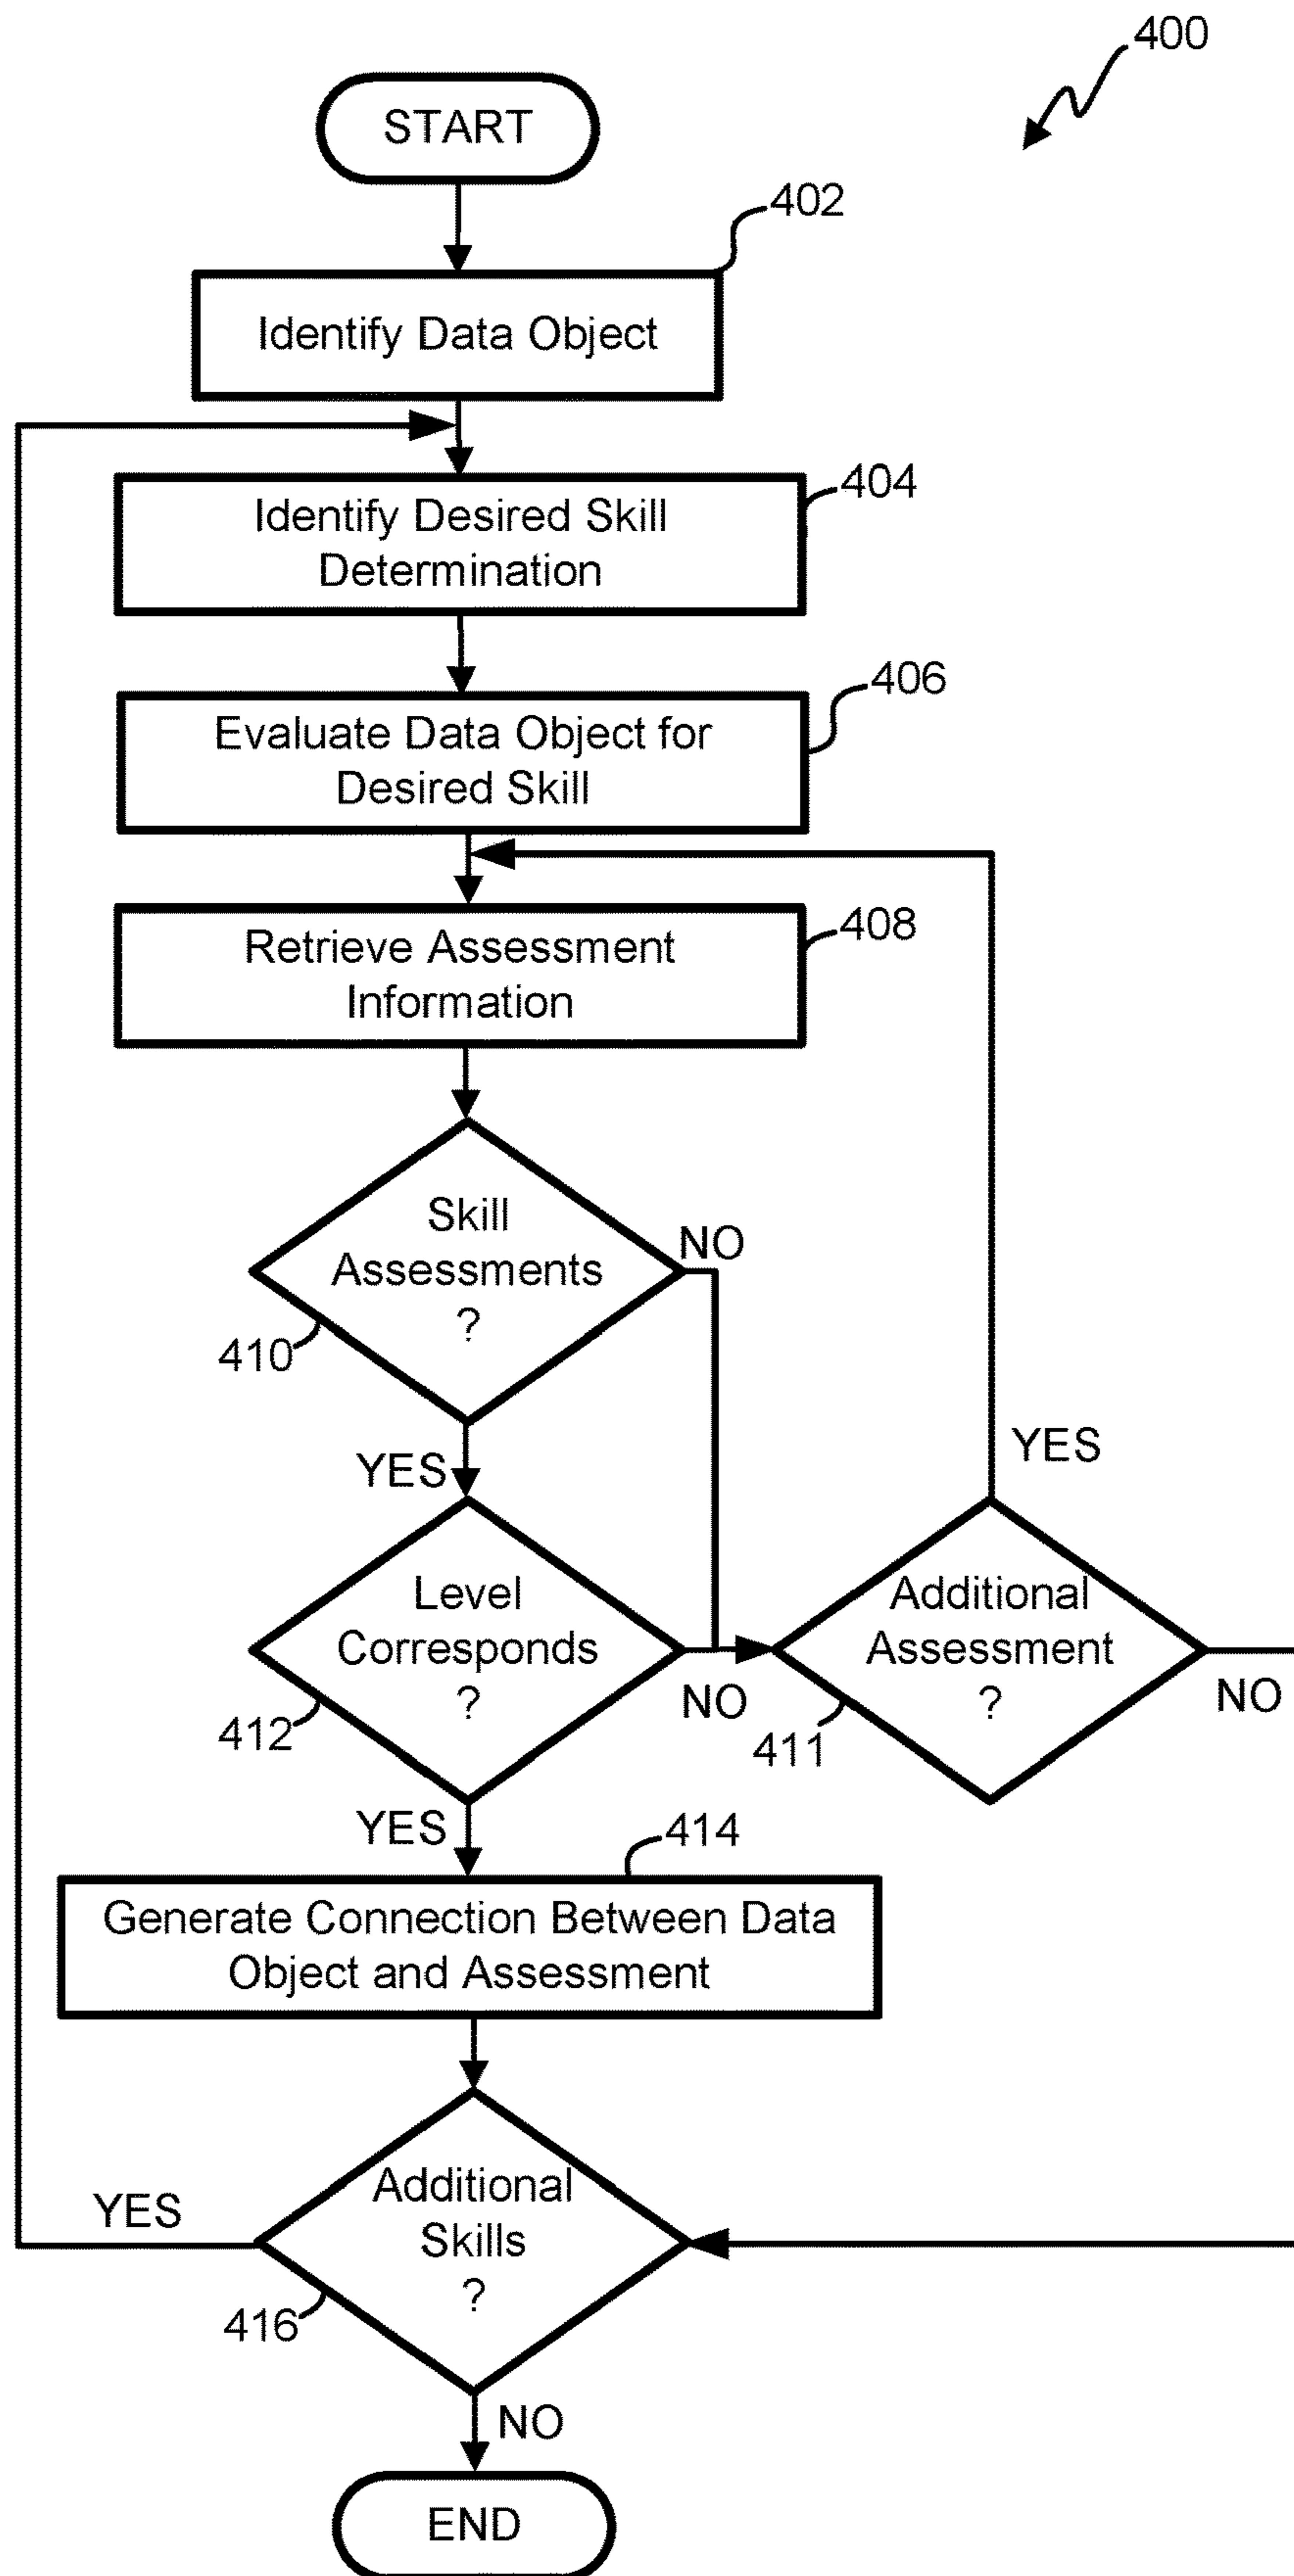 400
START
402
Identify Data Object
404
Identify Desired Skill
Determination
406
Evaluate Data Object for
Desired Skill
408
Retrieve Assessment
Information
Skill
Assessments
?
NO
410
YES
YES
Level
Corresponds
?
NO
412
Additional
Assessment
?
NO
411
YES
414
Generate Connection Between Data
Object and Assessment
Additional
Skills
?
YES
416
NO
END